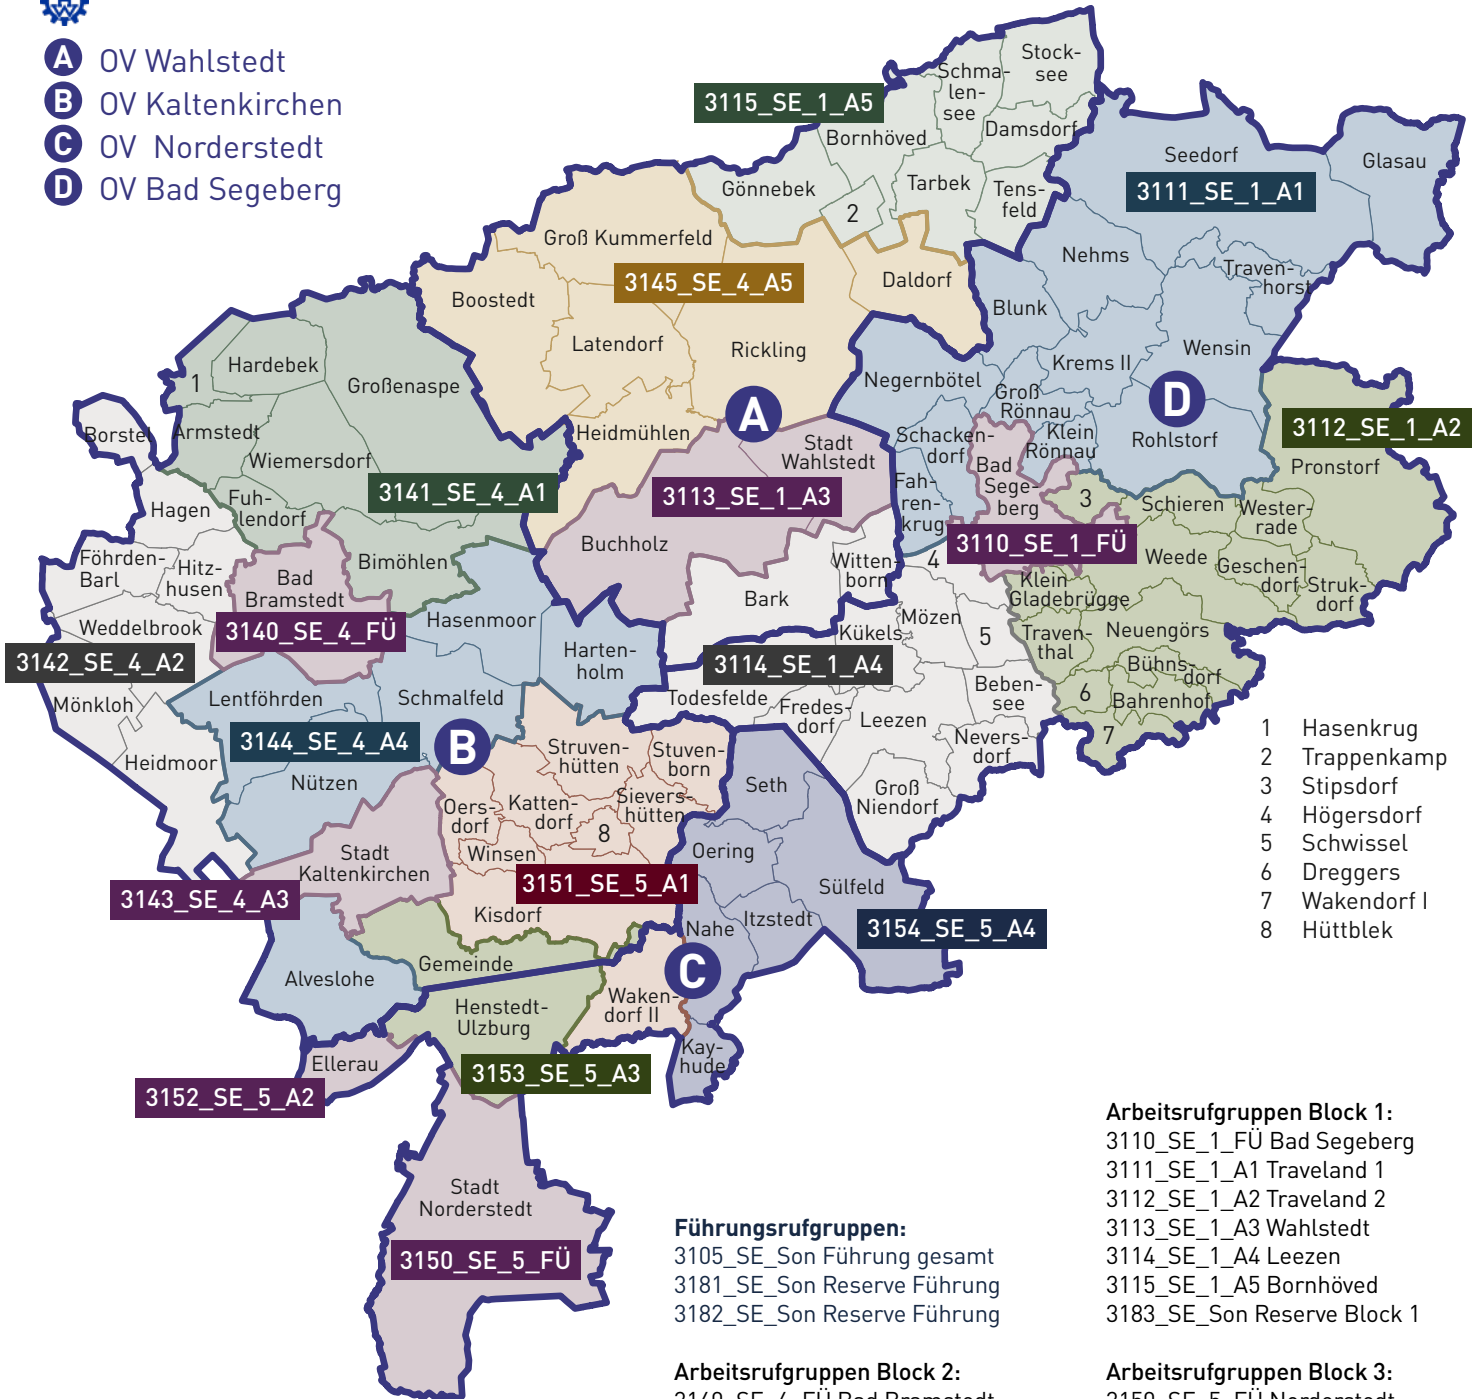 A OV Wahlstedt
B OV Kaltenkirchen
C OV Norderstedt
D OV Bad Segeberg
Stock-
see
Schma-
len-
see
3115_SE_1_A5
Bornhöved
Damsdorf
Seedorf
Glasau
Gönnebek
Tarbek
Tens-
feld
2
3111_SE_1_A1
Groß Kummerfeld
3145_SE_4_A5
Daldorf
Nehms
Traven-
horst
Boostedt
Blunk
Latendorf
Rickling
Wensin
Krems II
Hardebek
1
Großenaspe
Negernbötel
Groß
Rönnau
D
A
Klein
Rönnau
Rohlstorf
3112_SE_1_A2
Borstel
Armstedt
Heidmühlen
Stadt
Wahlstedt
Schacken-
dorf
Wiemersdorf
Bad
Sege-
berg
Pronstorf
3141_SE_4_A1
3113_SE_1_A3
Fah-
ren-
krug
3
Schieren
Wester-
rade
Hagen
Fuh-
lendorf
Buchholz
3110_SE_1_FÜ
Föhrden-
Barl
Hitz-
husen
Bad
Bramstedt
Bimöhlen
Witten-
born
4
Weede
Geschen-
dorf
Struk-
dorf
Klein
Gladebrügge
Bark
Weddelbrook
3140_SE_4_FÜ
Hasenmoor
Kükels
Mözen
5
Traven-
thal
Neuengörs
3142_SE_4_A2
Harten-
holm
3114_SE_1_A4
Bühns-
dorf
Mönkloh
Lentföhrden
Schmalfeld
Todesfelde
Fredes-
dorf
Leezen
Beben-
see
6
Bahrenhof
7
3144_SE_4_A4
B
Struven-
hütten
Stuven-
born
Nevers-
dorf
Heidmoor
Nützen
Seth
Groß
Niendorf
Oers-
dorf
Katten-
dorf
Sievers-
hütten
8
Winsen
Oering
Stadt
Kaltenkirchen
3151_SE_5_A1
Sülfeld
3143_SE_4_A3
Kisdorf
Nahe
Itzstedt
3154_SE_5_A4
Gemeinde
Alveslohe
C
Henstedt-
Ulzburg
Waken-
dorf II
Kay-
hude
Ellerau
3153_SE_5_A3
3152_SE_5_A2
Stadt
Norderstedt
3150_SE_5_FÜ
1 Hasenkrug
2 Trappenkamp
3 Stipsdorf
4 Högersdorf
5 Schwissel
6 Dreggers
7 Wakendorf I
8 Hüttblek
Führungsrufgruppen:
3105_SE_Son Führung gesamt
3181_SE_Son Reserve Führung
3182_SE_Son Reserve Führung
Arbeitsrufgruppen Block 1:
3110_SE_1_FÜ Bad Segeberg
3111_SE_1_A1 Traveland 1
3112_SE_1_A2 Traveland 2
3113_SE_1_A3 Wahlstedt
3114_SE_1_A4 Leezen
3115_SE_1_A5 Bornhöved
3183_SE_Son Reserve Block 1
Arbeitsrufgruppen Block 2:
3140_SE_4_FÜ Bad Bramstedt
Arbeitsrufgruppen Block 3:
3150_SE_5_FÜ Norderstedt